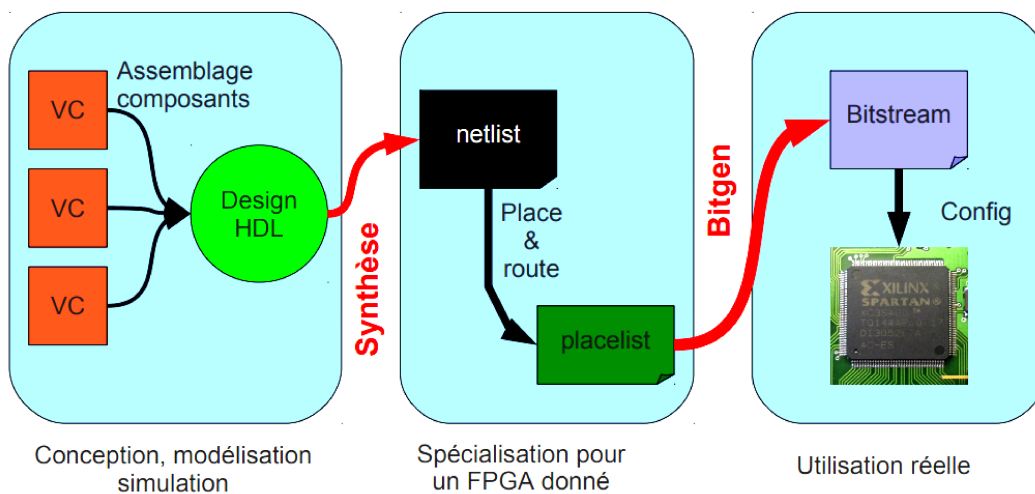 VC
VC
VC
Assemblage
composants
Design
HDL
Synthèse
netlist
Place
&
route
placelist
Bitgen
Bitstream
Config
XILINX
SPARTAN
Conception, modélisation
simulation
Spécialisation pour
un FPGA donné
Utilisation réelle